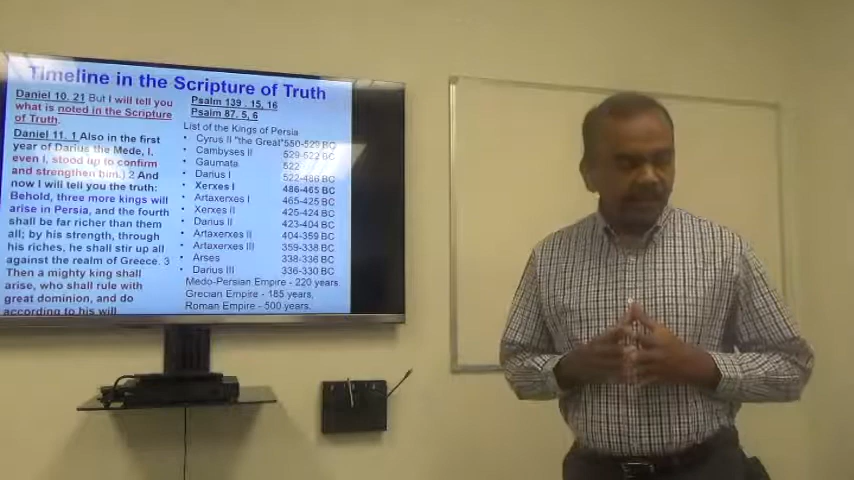 Timeline in the Scripture of Truth
Daniel 10. 21 But I will tell you
what is noted in the Scripture
of Truth.
Daniel 11. 1 Also in the first
year of Darius the Mede, I,
even I, stood up to confirm
and strengthen him.) 2 And
now I will tell you the truth:
Behold, three more kings will
arise in Persia, and the fourth
shall be far richer than them
all; by his strength, through
his riches, he shall stir up all
against the realm of Greece. 3
Then a mighty king shall
arise, who shall rule with
great dominion, and do
according to his will
Psalm 139 . 15, 16
Psalm 87. 5, 6
List of the Kings of Persia
• Cyrus II "the Great" 550-529 BC
• Cambyses II 529-522 BC
• Gaumata 522
• Darius I 522-486 BC
• Xerxes I 486-465 BC
• Artaxerxes I 465-425 BC
• Xerxes II 425-424 BC
• Darius II 423-404 BC
• Artaxerxes II 404-359 BC
• Artaxerxes III 359-338 BC
• Arses 338-336 BC
• Darius III 336-330 BC
Medo-Persian Empire - 220 years
Grecian Empire - 185 years,
Roman Empire - 500 years,